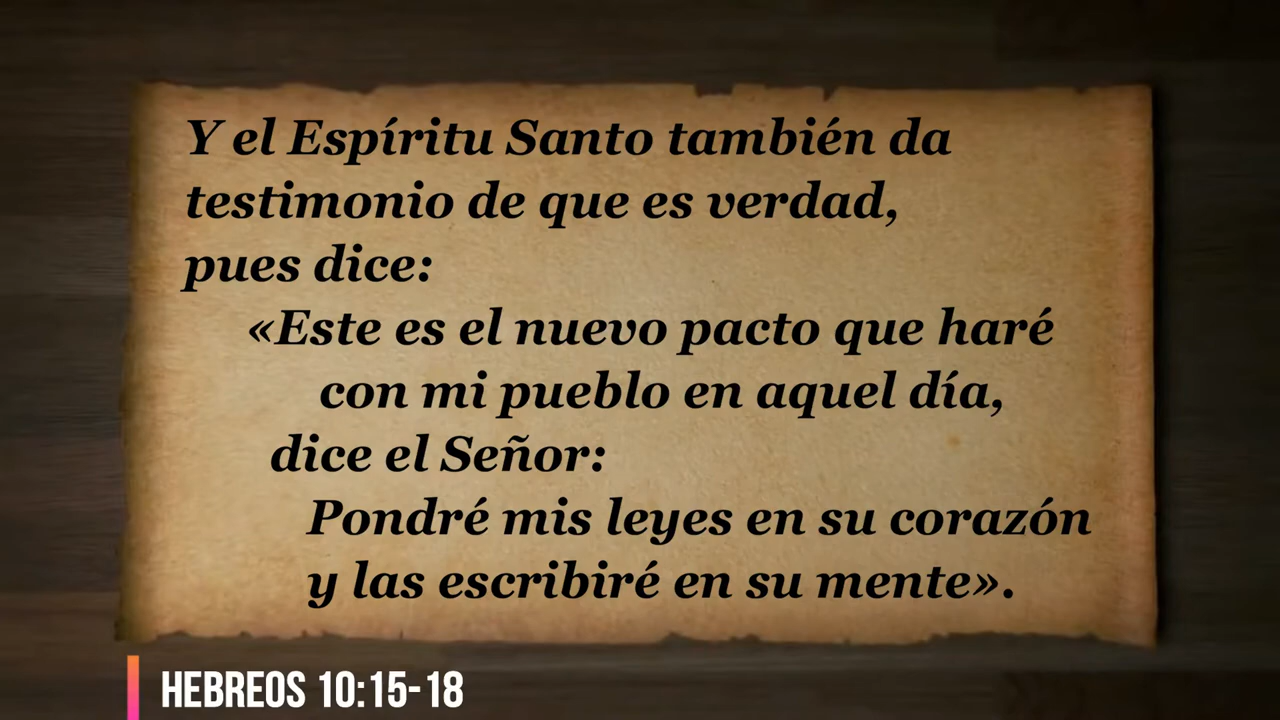 Y el Espíritu Santo también da
testimonio de que es verdad,
pues dice:
«Este es el nuevo pacto que haré
con mi pueblo en aquel día,
dice el Señor:
Pondré mis leyes en su corazón
y las escribiré en su mente».
HEBREOS 10:15-18